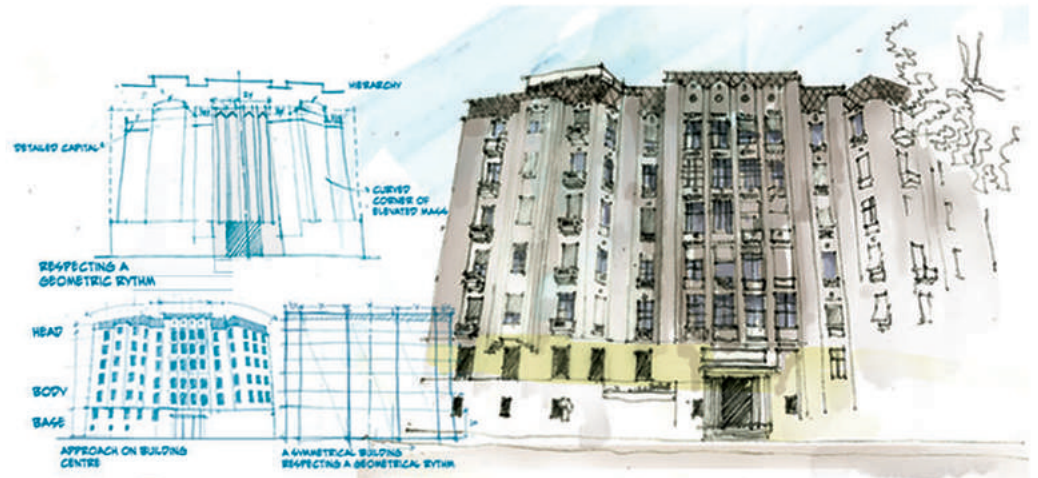 HIERARCHY
DETAILED CAPITAL
CURVED
CORNER OF
ELEVATED MASS
RESPECTING A
GEOMETRIC RYTHM
HEAD
BODY
BASE
APPROACH ON BUILDING
CENTRE
A SYMMETRICAL BUILDING
RESPECTING A GEOMETRICAL RYTHM